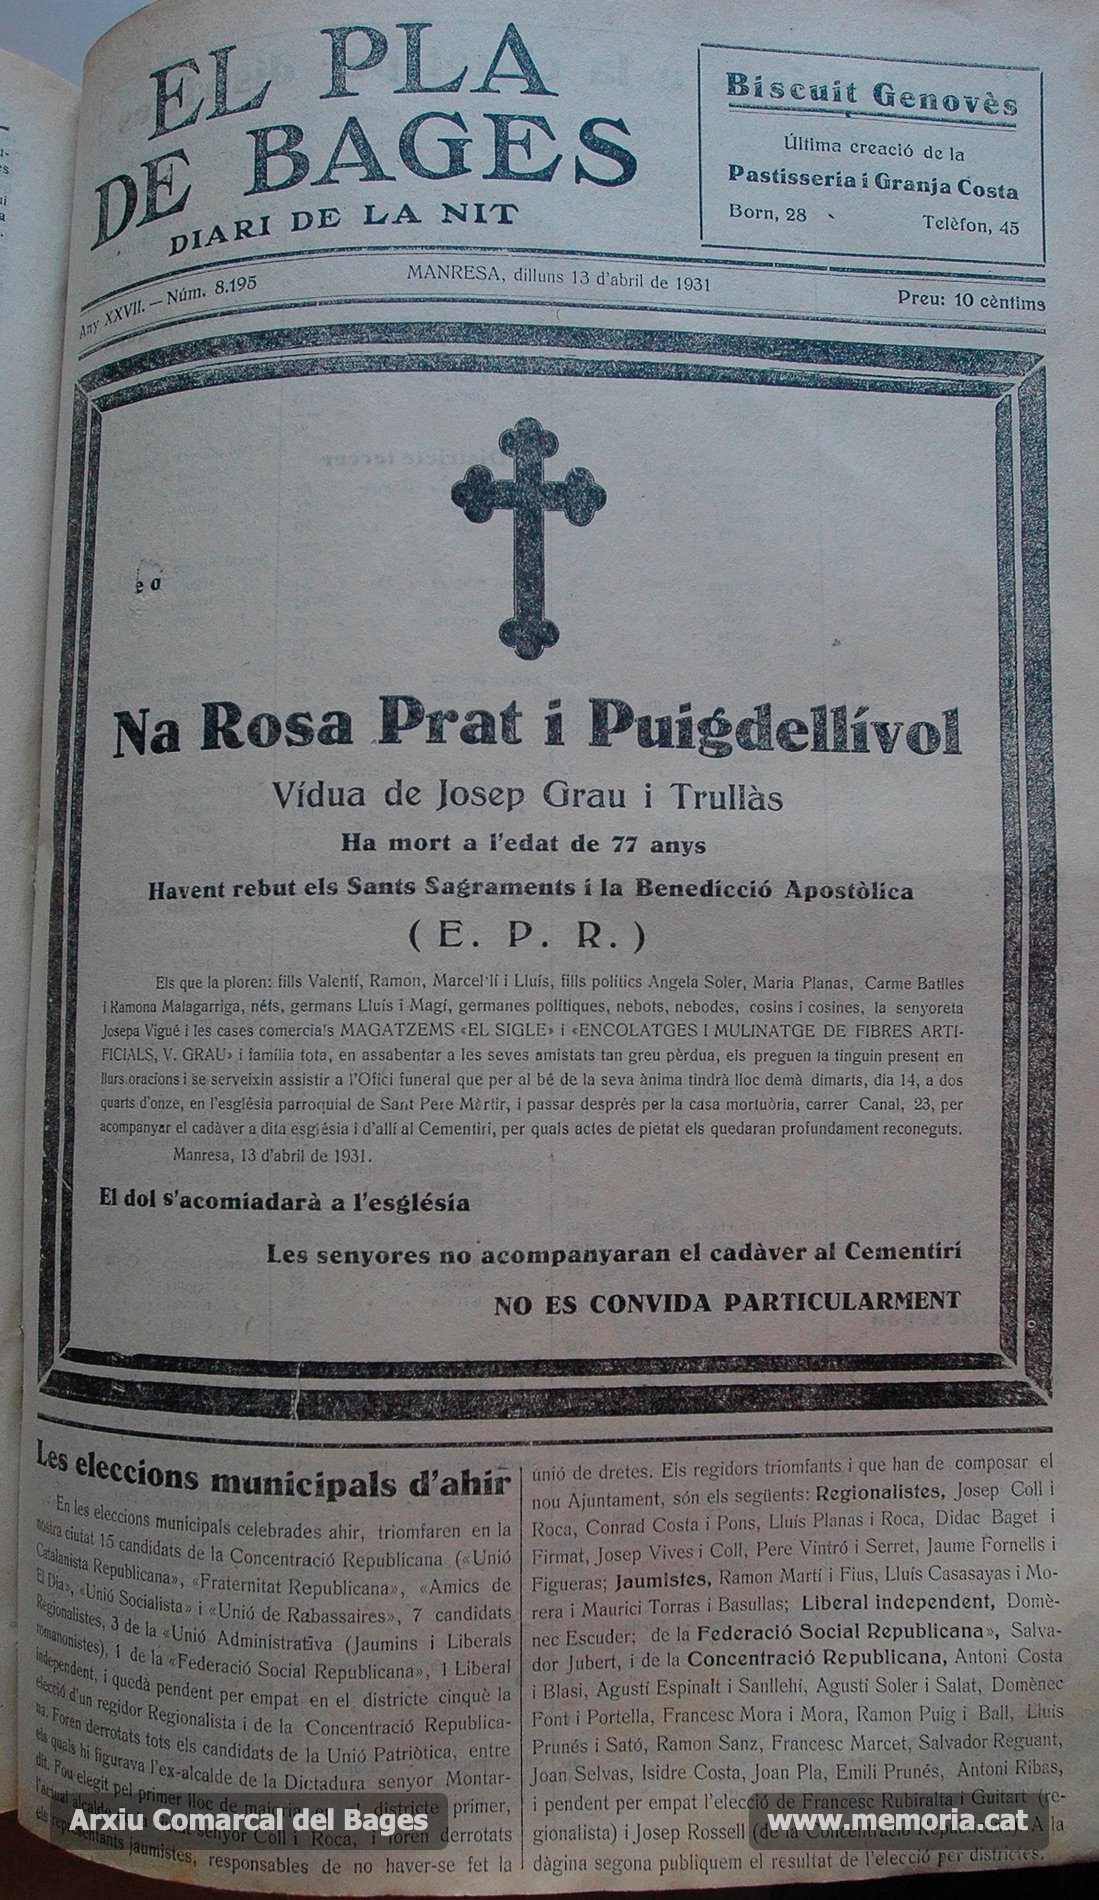 EL PLA
DE BAGES
DIARI DE LA NIT
Biscuit Genovès
Última creació de la
Pastisseria i Granja Costa
Born, 28
Telèfon, 45
Any XXVII. — Núm. 8.195
MANRESA, dilluns 13 d'abril de 1931
Preu: 10 cèntims
Na Rosa Prat i Puigdellívol
Vídua de Josep Grau i Trullàs
Ha mort a l'edat de 77 anys
Havent rebut els Sants Sagraments i la Benedicció Apostòlica
( E. P. R. )
Els que la ploren: fills Valentí, Ramon, Marcel·lí i Lluís, fills polítics Angela Soler, Maria Planas, Carme Batlles
i Ramona Malagarriga, néts, germans Lluís i Magí, germanes polítiques, nebots, nebodes, cosins i cosines, la senyoreta
Josepa Vigué i les cases comercials MAGATZEMS «EL SIGLE» i «ENCOLATGES I MULINATGE DE FIBRES ARTI-
FICIALS, V. GRAU» i família tota, en assabentar a les seves amistats tan greu pèrdua, els preguen la tinguin present en
llurs oracions i se serveixin assistir a l'Ofici funeral que per al bé de la seva ànima tindrà lloc demà dimarts, dia 14, a dos
quarts d'onze, en l'església parroquial de Sant Pere Màrtir, i passar després per la casa mortuòria, carrer Canal, 23, per
acompanyar el cadàver a dita església i d'allí al Cementiri, per quals actes de pietat els quedaran profundament reconeguts.
Manresa, 13 d'abril de 1931.
El dol s'acomiadarà a l'església
Les senyores no acompanyaran el cadàver al Cementiri
NO ES CONVIDA PARTICULARMENT
Les eleccions municipals d'ahir
En les eleccions municipals celebrades ahir, triomfaren en la
nostra ciutat 15 candidats de la Concentració Republicana («Unió
Catalanista Republicana», «Fraternitat Republicana», «Amics de
El Dia», «Unió Socialista» i «Unió de Rabassaires», 7 candidats
Regionalistes, 3 de la «Unió Administrativa (Jaumins i Liberals
romanonistes), 1 de la «Federació Social Republicana», 1 Liberal
independent, i quedà pendent per empat en el districte cinquè la
elecció d'un regidor Regionalista i de la Concentració Republica-
na. Foren derrotats tots els candidats de la Unió Patriòtica, entre
els quals hi figurava l'ex-alcalde de la Dictadura senyor Montar-
dit. Fou elegit pel primer lloc de majoria en el districte primer,
l'actual alcalde senyor Coll i Roca, i foren derrotats
els representants jaumistes, responsables de no haver-se fet la
unió de dretes. Els regidors triomfants i que han de composar el
nou Ajuntament, són els següents: Regionalistes, Josep Coll i
Roca, Conrad Costa i Pons, Lluís Planas i Roca, Didac Baget i
Firmat, Josep Vives i Coll, Pere Vintró i Serret, Jaume Fornells i
Figueras; Jaumistes, Ramon Martí i Fius, Lluís Casasayas i Mo-
rera i Maurici Torras i Basullas; Liberal independent, Domè-
nec Escuder; de la Federació Social Republicana», Salva-
dor Jubert, i de la Concentració Republicana, Antoni Costa
i Blasi, Agustí Espinalt i Sanllehí, Agustí Soler i Salat, Domènec
Font i Portella, Francesc Mora i Mora, Ramon Puig i Ball, Lluís
Prunés i Sató, Ramon Sanz, Francesc Marcet, Salvador Reguant,
Joan Selvas, Isidre Costa, Joan Pla, Emili Prunés, Antoni Ribas,
i pendent per empat l'elecció de Francesc Rubiralta i Guitart (re-
gionalista) i Josep Rossell (de la Concentració Republicana). A la
dàgina segona publiquem el resultat de l'elecció per districtes.
Arxiu Comarcal del Bages
www.memoria.cat